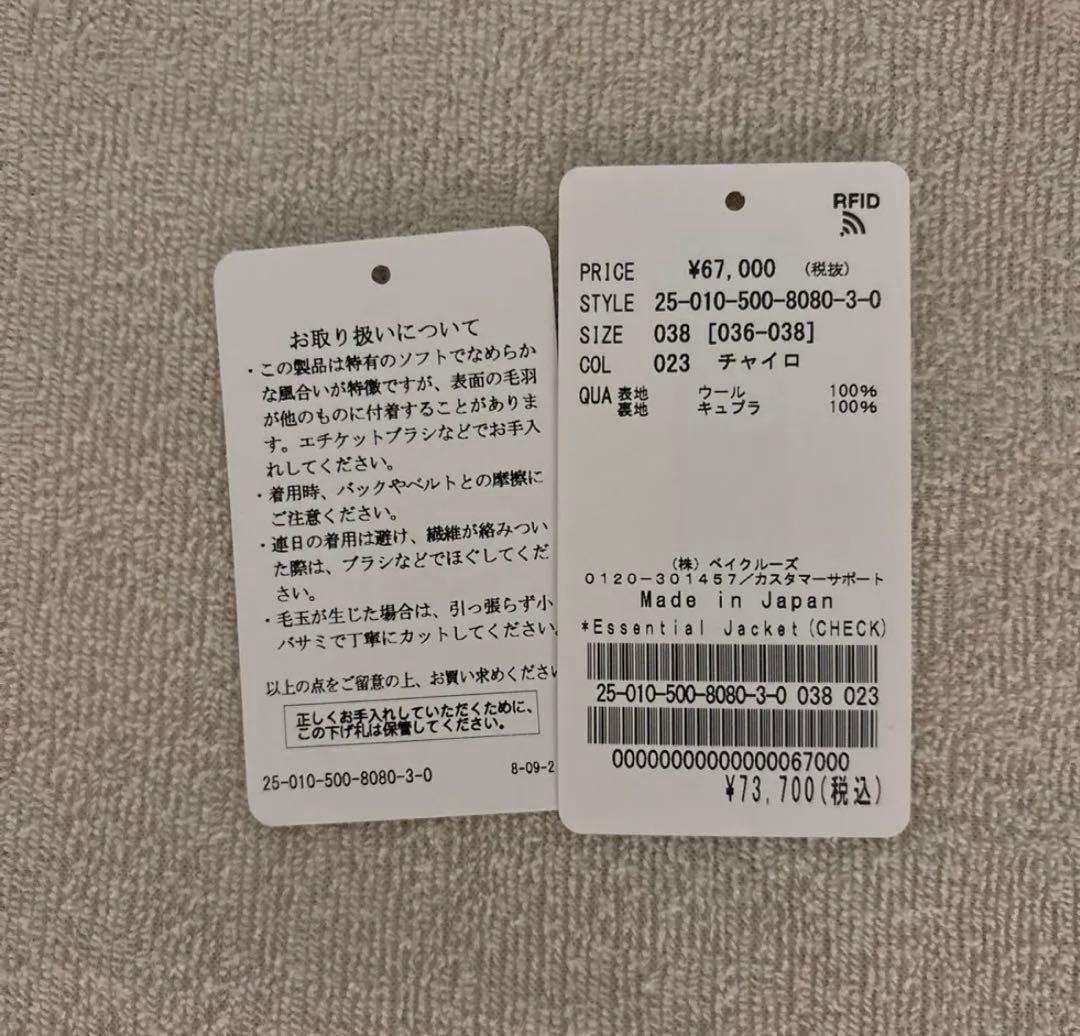 お取り扱いについて
・この製品は特有のソフトでなめらか
な風合いが特徴ですが、表面の毛羽
が他のものに付着することがありま
す。エチケットブラシなどでお手入
れしてください。
・着用時、バックやベルトとの摩擦に
ご注意ください。
・連日の着用は避け、繊維が絡みつい
た際は、ブラシなどでほぐしてくだ
さい。
・毛玉が生じた場合は、引っ張らず小
バサミで丁寧にカットしてください。
以上の点をご留意の上、お買い求めください
正しくお手入れしていただくために、
この下げ札は保管してください。
25-010-500-8080-3-0 8-09-2
RFID
PRICE ¥67,000 (税抜)
STYLE 25-010-500-8080-3-0
SIZE 038 [036-038]
COL 023 チャイロ
QUA 表地 ウール 100%
裏地 キュプラ 100%
(株) ベイクルーズ
0120-301457/カスタマーサポート
Made in Japan
*Essential Jacket(CHECK)
25-010-500-8080-3-0 038 023
00000000000000067000
¥73,700(税込)